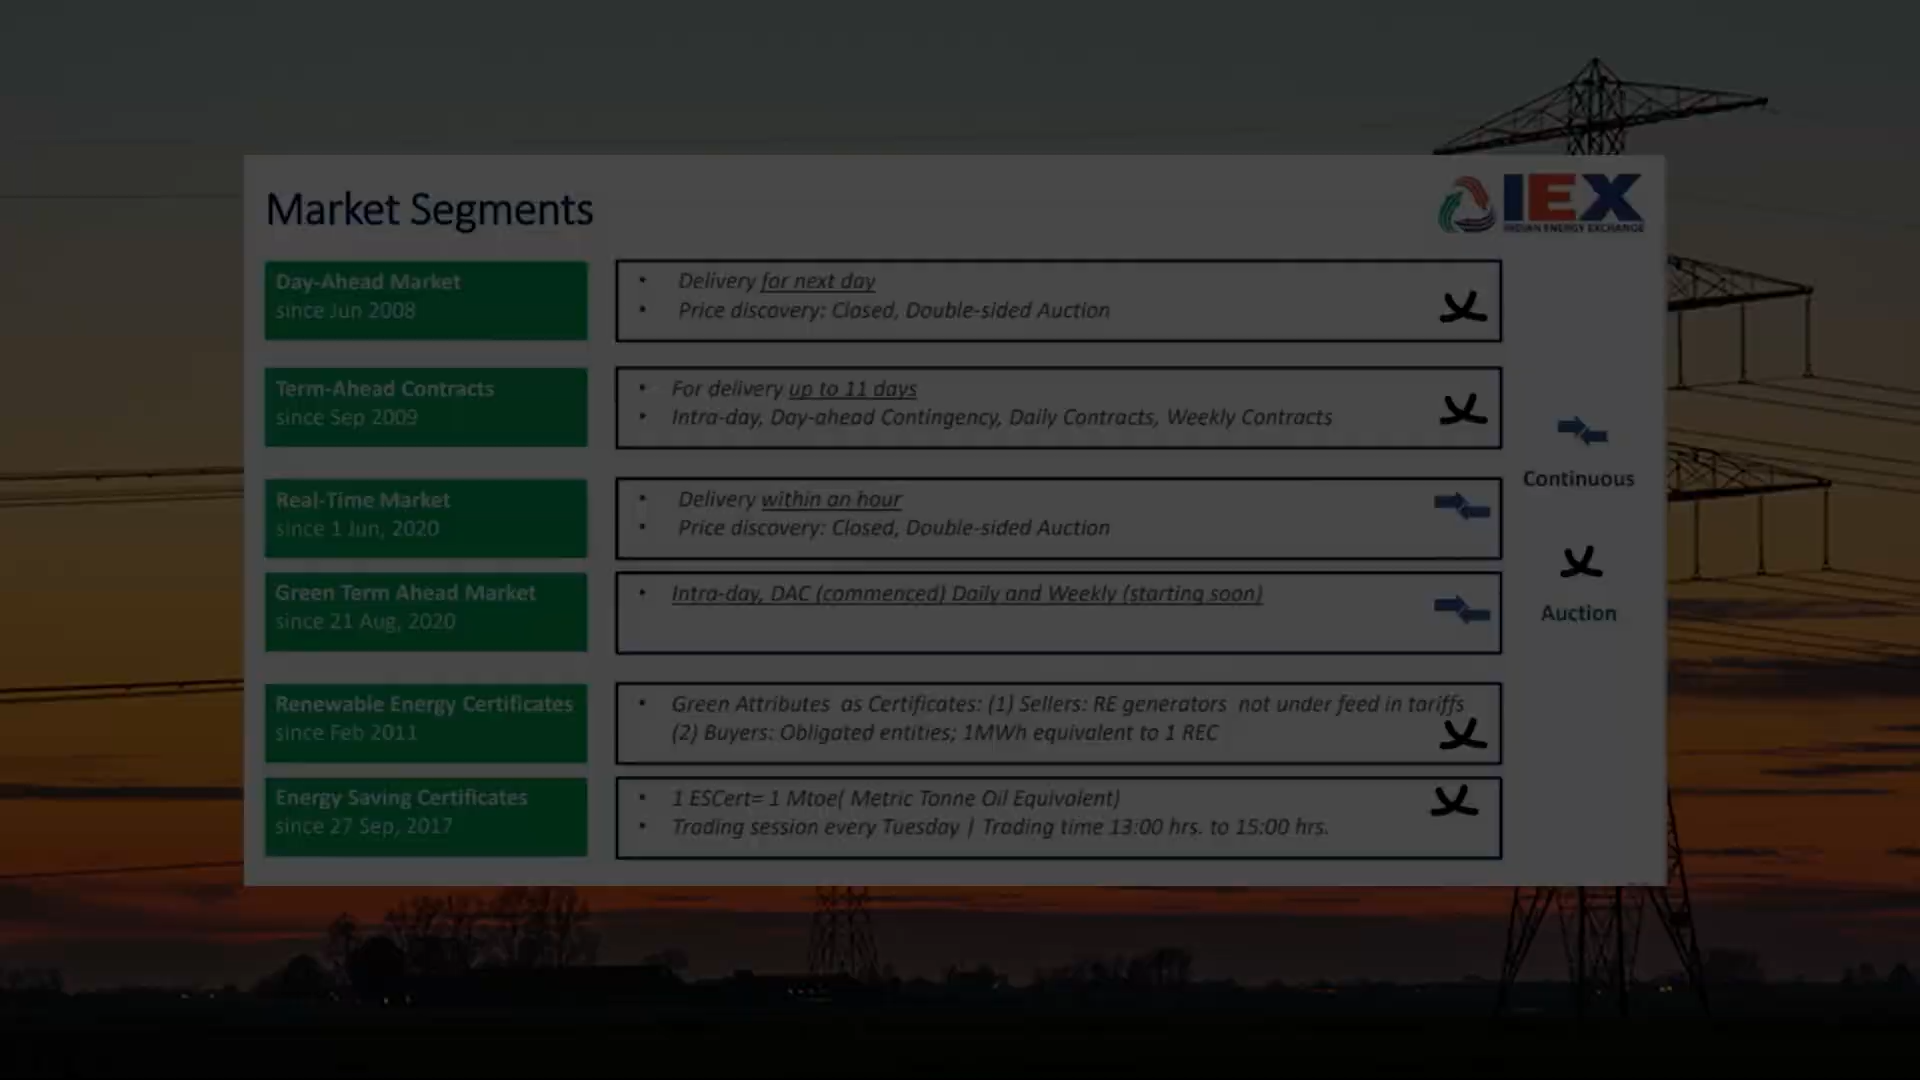 Market Segments
IEX
INDIAN ENERGY EXCHANGE
Day-Ahead Market
since Jun 2008
• Delivery for next day
• Price discovery: Closed, Double-sided Auction
Term-Ahead Contracts
since Sep 2009
• For delivery up to 11 days
• Intra-day, Day-ahead Contingency, Daily Contracts, Weekly Contracts
Real-Time Market
since 1 Jun, 2020
• Delivery within an hour
• Price discovery: Closed, Double-sided Auction
Green Term Ahead Market
since 21 Aug, 2020
• Intra-day, DAC (commenced) Daily and Weekly (starting soon)
Renewable Energy Certificates
since Feb 2011
• Green Attributes as Certificates: (1) Sellers: RE generators not under feed in tariffs
(2) Buyers: Obligated entities; 1MWh equivalent to 1 REC
Energy Saving Certificates
since 27 Sep, 2017
• 1 ESCert= 1 Mtoe( Metric Tonne Oil Equivalent)
• Trading session every Tuesday | Trading time 13:00 hrs. to 15:00 hrs.
Continuous
Auction